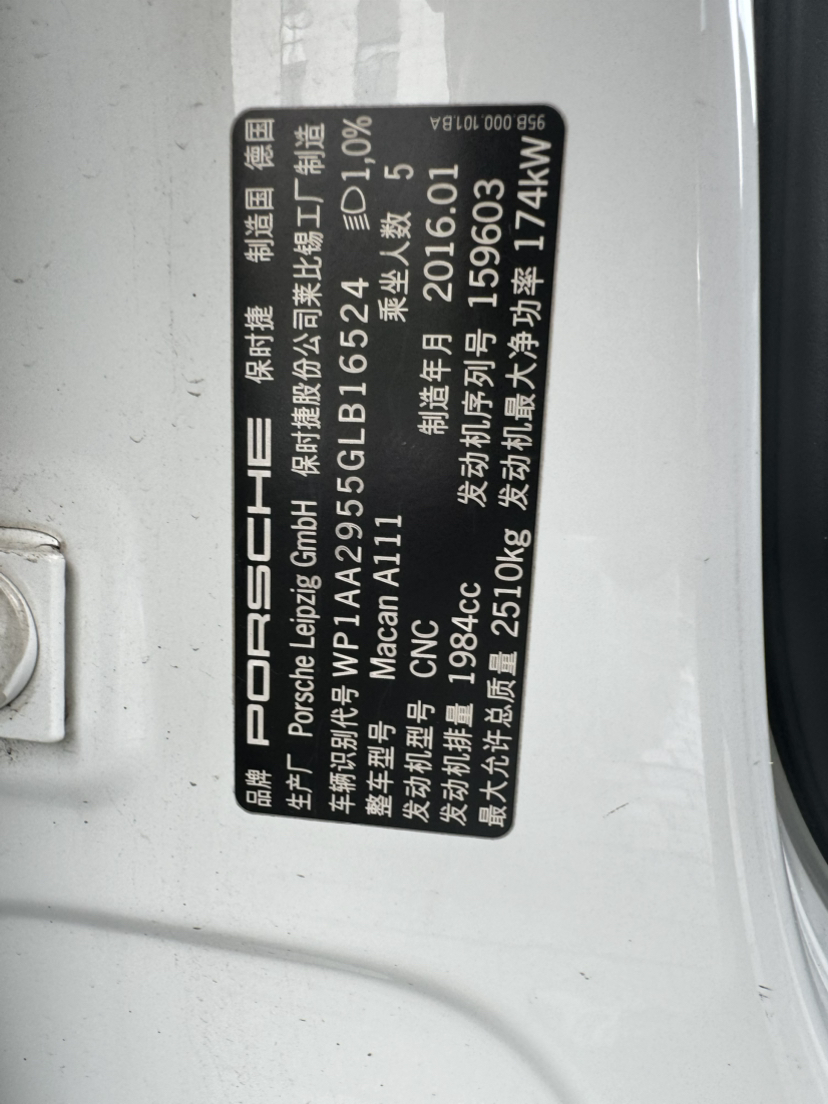 品牌 PORSCHE 保时捷 制造国 德国
生产厂 Porsche Leipzig GmbH 保时捷股份公司莱比锡工厂制造
车辆识别代号 WP1AA2955GLB16524 1,0%
整车型号 Macan A111 乘坐人数 5
发动机型号 CNC 制造年月 2016.01
发动机排量 1984cc 发动机序列号 159603
最大允许总质量 2510kg 发动机最大净功率 174kW
95B.000.101.BA